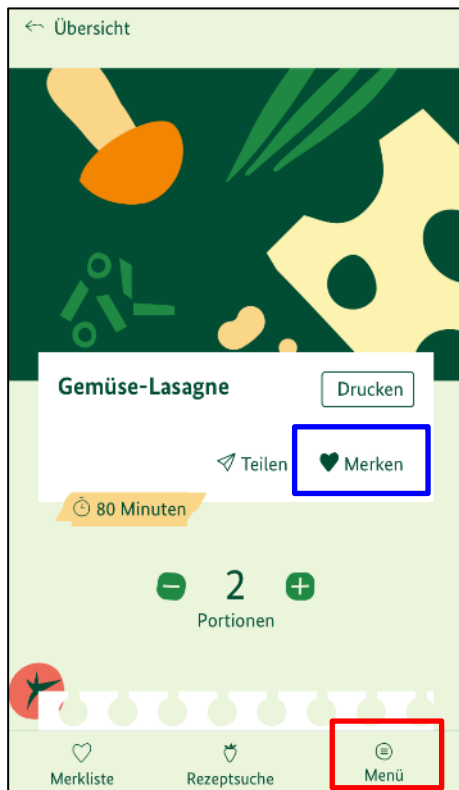 Übersicht
Gemüse-Lasagne
Drucken
Teilen
Merken
80 Minuten
2
Portionen
Merkliste
Rezeptsuche
Menü